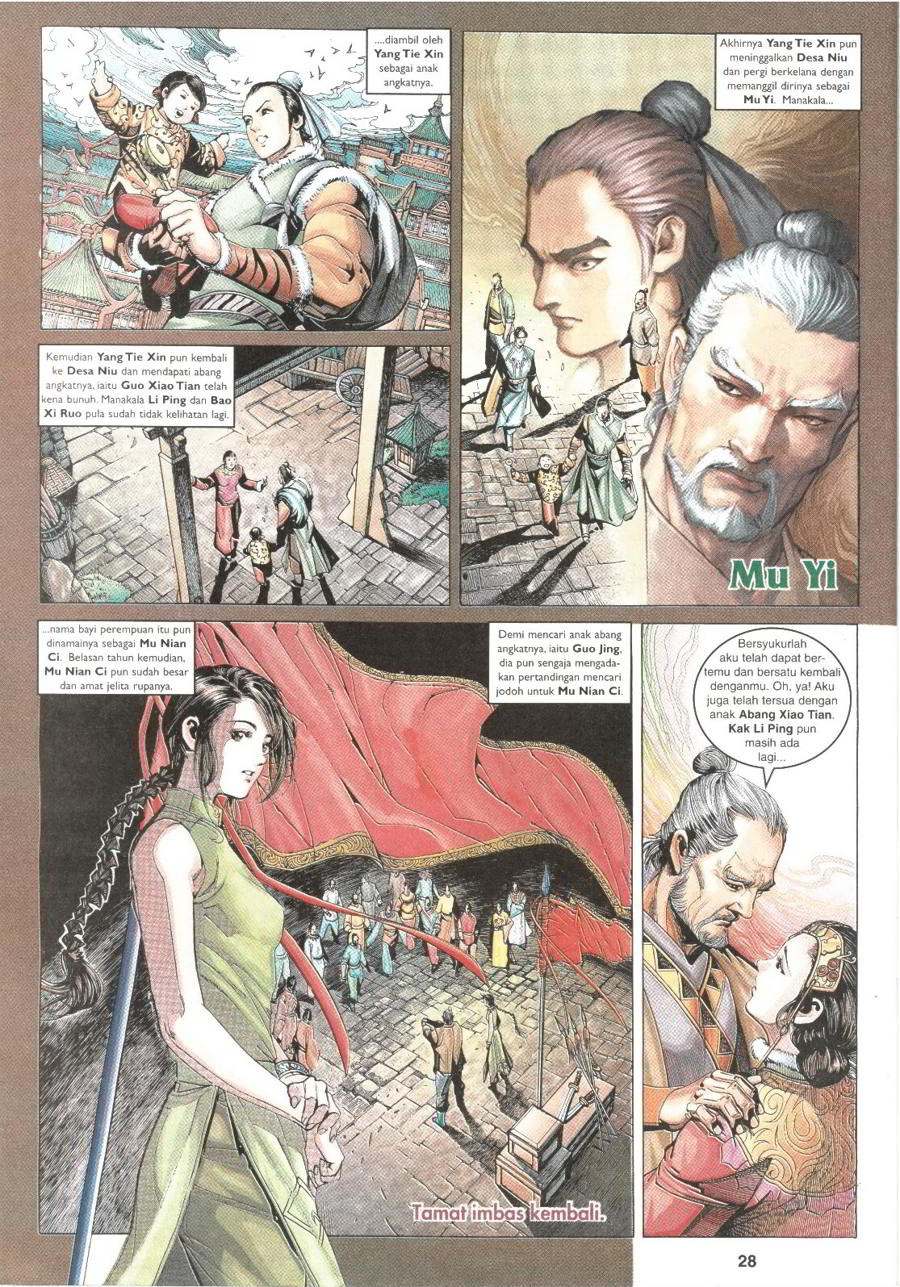 ....diambil oleh
Yang Tie Xin
sebagai anak
angkatnya.
Akhirnya Yang Tie Xin pun
meninggalkan Desa Niu
dan pergi berkelana dengan
memanggil dirinya sebagai
Mu Yi. Manakala...
Kemudian Yang Tie Xin pun kembali
ke Desa Niu dan mendapati abang
angkatnya, iaitu Guo Xiao Tian telah
kena bunuh. Manakala Li Ping dan Bao
Xi Ruo pula sudah tidak kelihatan lagi.
Mu Yi
...nama bayi perempuan itu pun
dinamainya sebagai Mu Nian
Ci. Belasan tahun kemudian,
Mu Nian Ci pun sudah besar
dan amat jelita rupanya.
Demi mencari anak abang
angkatnya, iaitu Guo Jing,
dia pun sengaja mengada-
kan pertandingan mencari
jodoh untuk Mu Nian Ci.
Bersyukurlah
aku telah dapat ber-
temu dan bersatu kembali
denganmu. Oh, ya! Aku
juga telah tersua dengan
anak Abang Xiao Tian.
Kak Li Ping pun
masih ada
lagi...
Tamat imbas kembali.
28